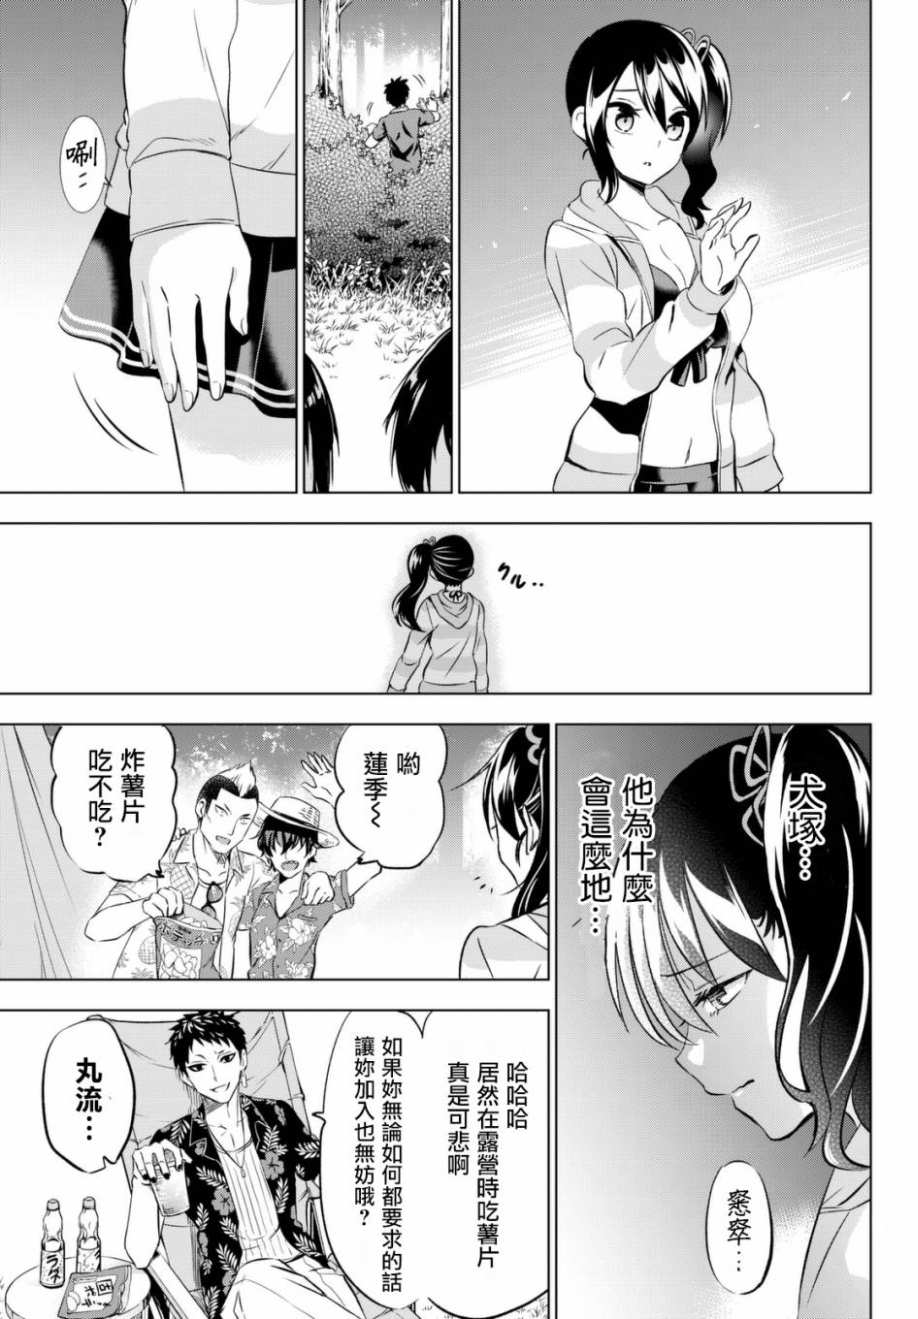 唰…
クル‥
犬塚…
他為什麼
會這麼地…
窸窣…
喲
蓮季～
炸薯片
吃不吃？
哈哈哈
居然在露營時吃薯片
真是可悲啊
如果妳無論如何都要求的話
讓妳加入也無妨哦？
丸流…
ラムネ